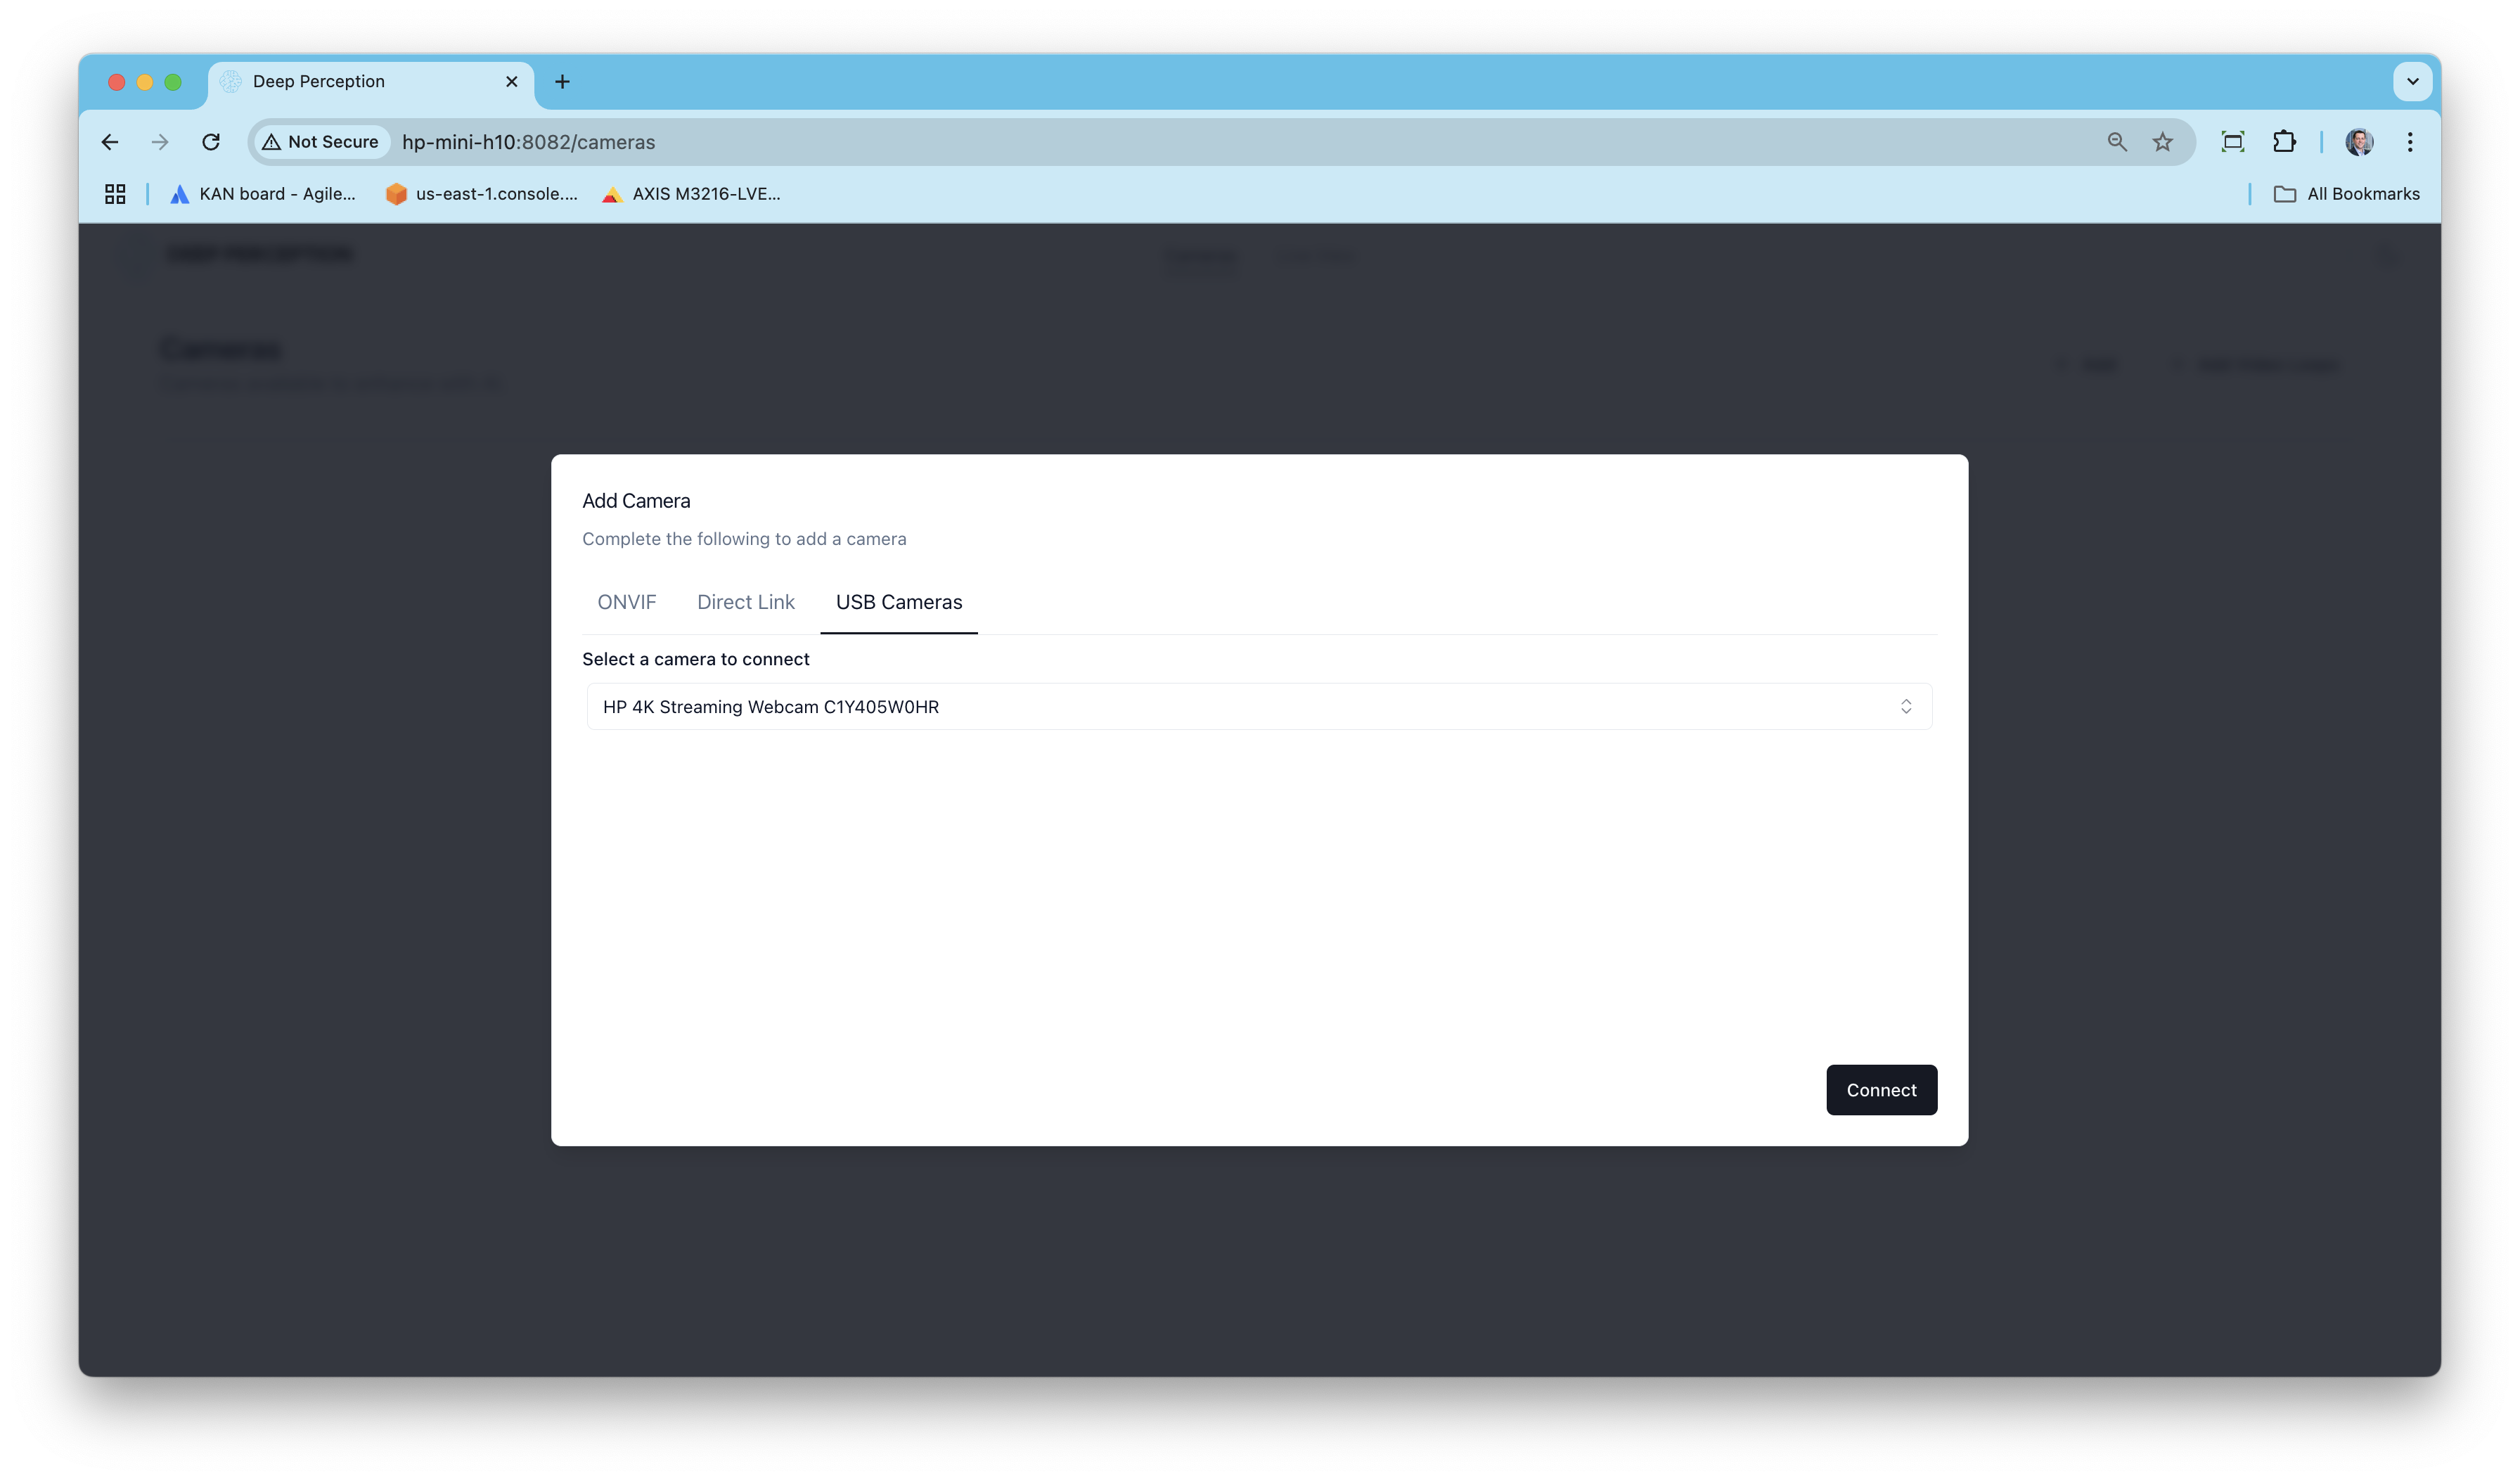 Deep Perception
Not Secure hp-mini-h10:8082/cameras
KAN board - Agile... us-east-1.console.... AXIS M3216-LVE... All Bookmarks
DEEP PERCEPTION
Cameras
Add Camera
Complete the following to add a camera
ONVIF Direct Link USB Cameras
Select a camera to connect
HP 4K Streaming Webcam C1Y405W0HR
Connect